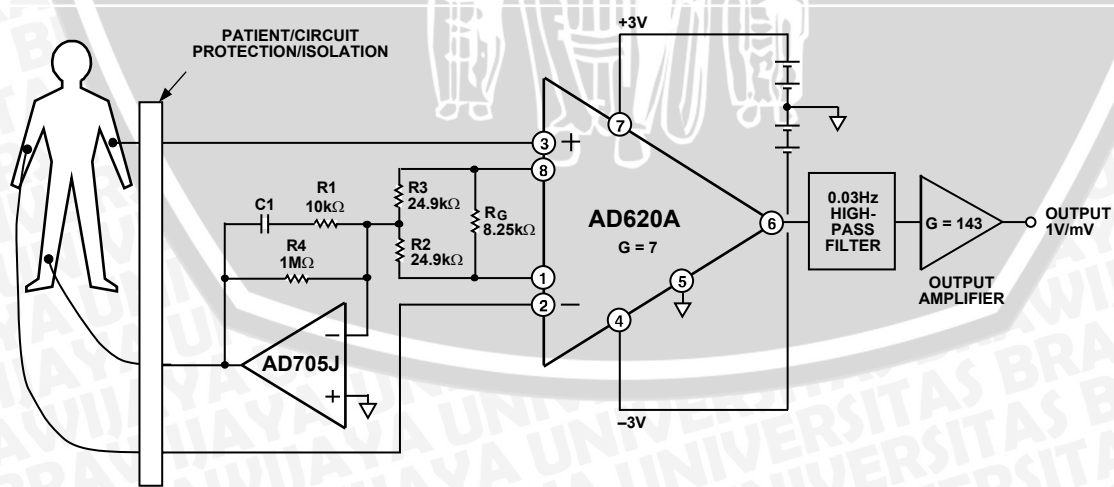 PATIENT/CIRCUIT
PROTECTION/ISOLATION
+3V
7
3
+
8
R1
10kΩ
C1
R3
24.9kΩ
RG
8.25kΩ
R4
1MΩ
R2
24.9kΩ
AD620A
G = 7
6
0.03Hz
HIGH-
PASS
FILTER
G = 143
OUTPUT
1V/mV
OUTPUT
AMPLIFIER
1
2
–
5
4
AD705J
–
+
–3V
UNIVERSITAS BRA